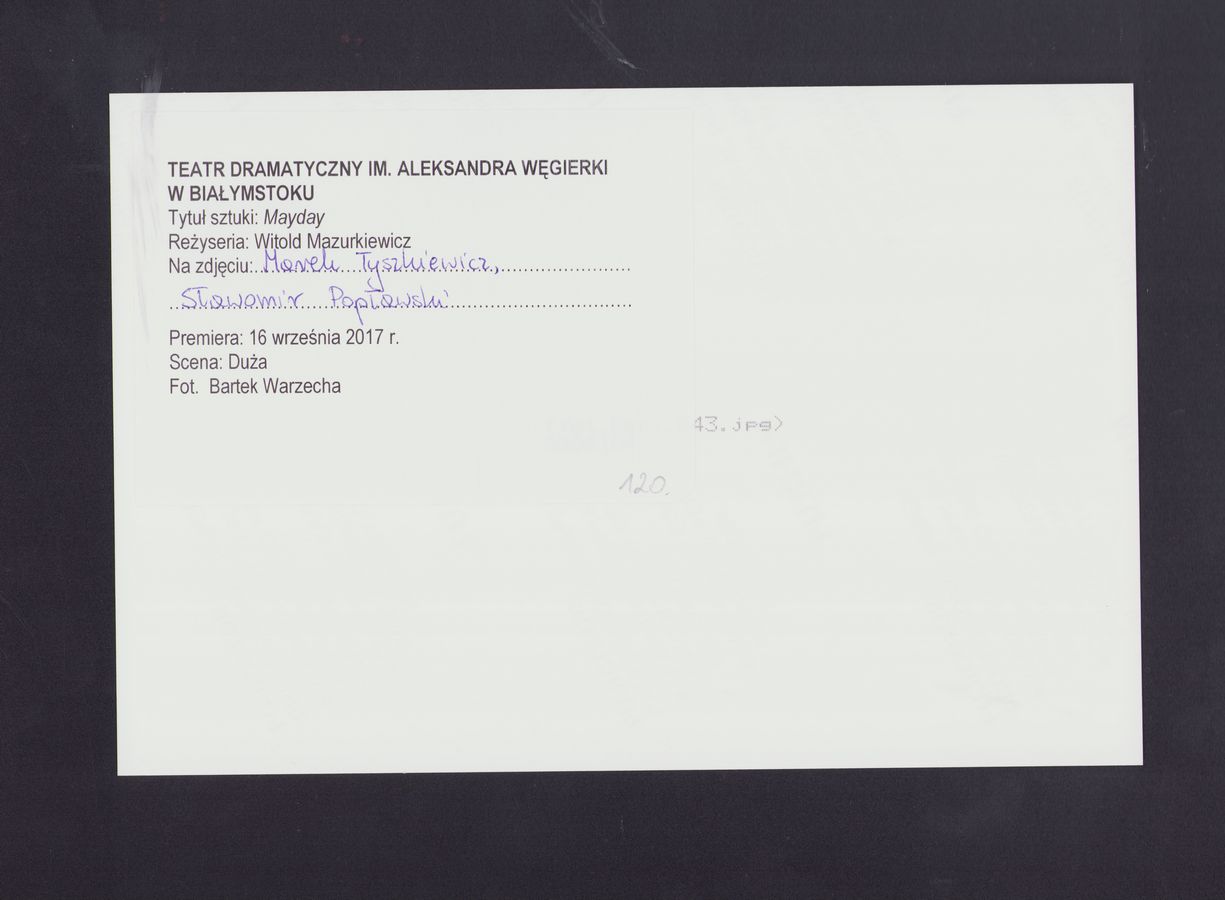 TEATR DRAMATYCZNY IM. ALEKSANDRA WĘGIERKI
W BIAŁYMSTOKU
Tytuł sztuki: Mayday
Reżyseria: Witold Mazurkiewicz
Na zdjęciu: Marek Tyszkiewicz,
Sławomir Popławski
Premiera: 16 września 2017 r.
Scena: Duża
Fot. Bartek Warzecha
43.jpg>
120.